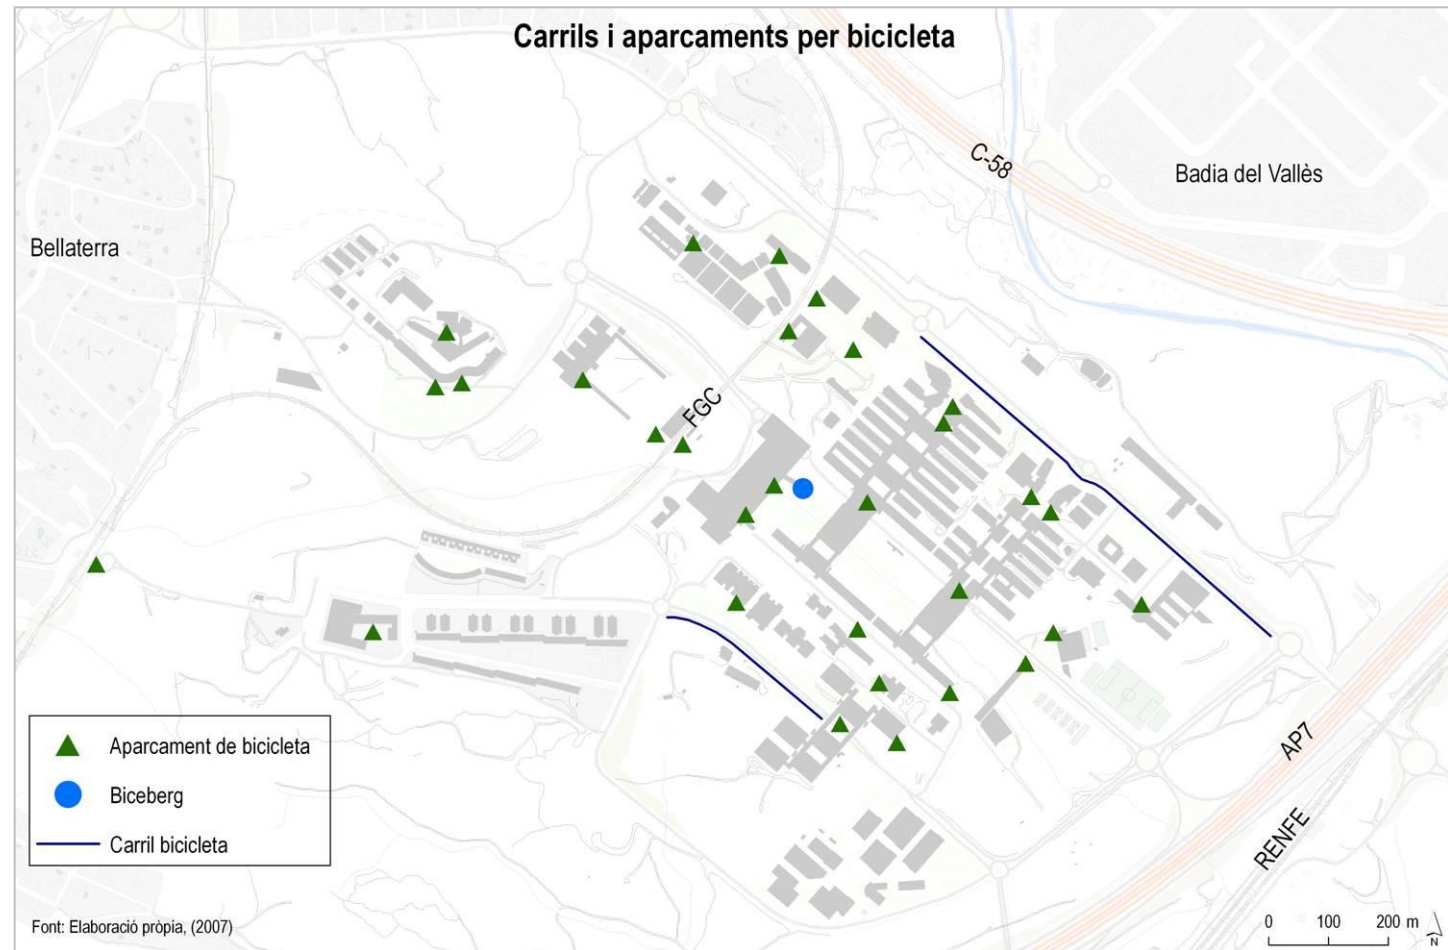 Carrils i aparcaments per bicicleta
C-58
Badia del Vallès
Bellaterra
FGC
Aparcament de bicicleta
Biceberg
Carril bicicleta
AP7
RENFE
Font: Elaboració pròpia, (2007)
0 100 200 m
N